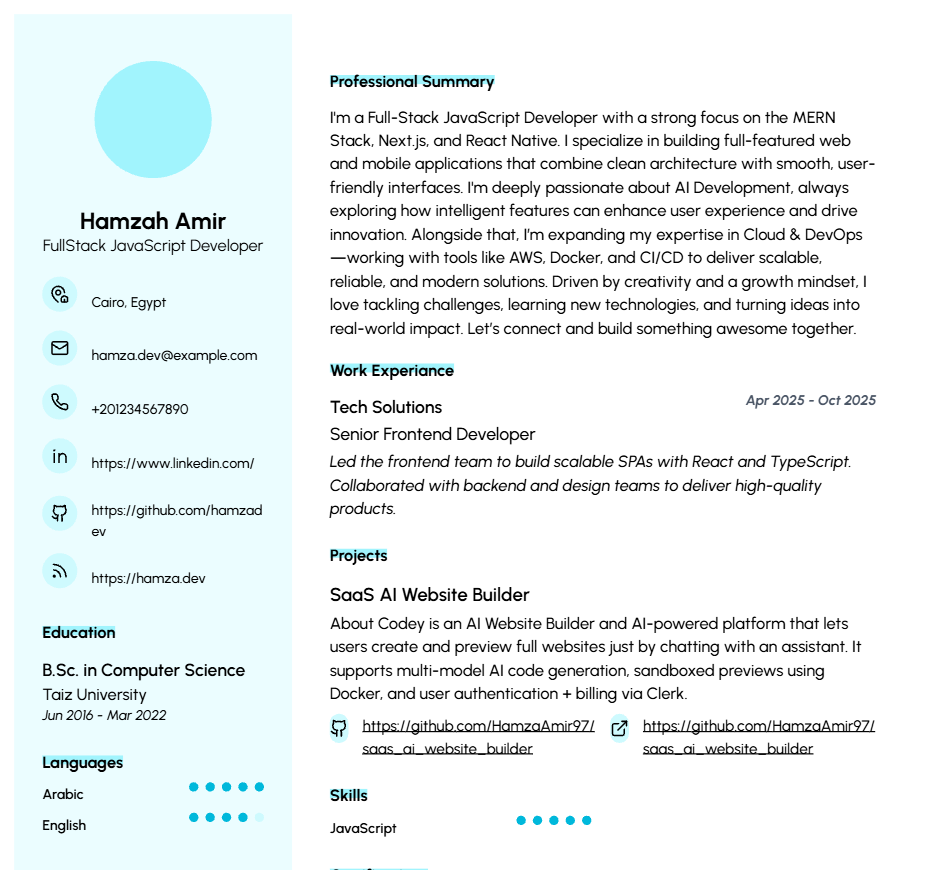 Hamzah Amir
FullStack JavaScript Developer
Cairo, Egypt
hamza.dev@example.com
+201234567890
in
https://www.linkedin.com/
https://github.com/hamzad
ev
https://hamza.dev
Education
B.Sc. in Computer Science
Taiz University
Jun 2016 - Mar 2022
Languages
Arabic
English
Professional Summary
I'm a Full-Stack JavaScript Developer with a strong focus on the MERN
Stack, Next.js, and React Native. I specialize in building full-featured web
and mobile applications that combine clean architecture with smooth, user-
friendly interfaces. I'm deeply passionate about AI Development, always
exploring how intelligent features can enhance user experience and drive
innovation. Alongside that, I'm expanding my expertise in Cloud & DevOps
—working with tools like AWS, Docker, and CI/CD to deliver scalable,
reliable, and modern solutions. Driven by creativity and a growth mindset, I
love tackling challenges, learning new technologies, and turning ideas into
real-world impact. Let's connect and build something awesome together.
Work Experiance
Tech Solutions
Apr 2025 - Oct 2025
Senior Frontend Developer
Led the frontend team to build scalable SPAs with React and TypeScript.
Collaborated with backend and design teams to deliver high-quality
products.
Projects
SaaS AI Website Builder
About Codey is an AI Website Builder and AI-powered platform that lets
users create and preview full websites just by chatting with an assistant. It
supports multi-model AI code generation, sandboxed previews using
Docker, and user authentication + billing via Clerk.
https://github.com/HamzaAmir97/
saas_ai_website_builder
https://github.com/HamzaAmir97/
saas_ai_website_builder
Skills
JavaScript